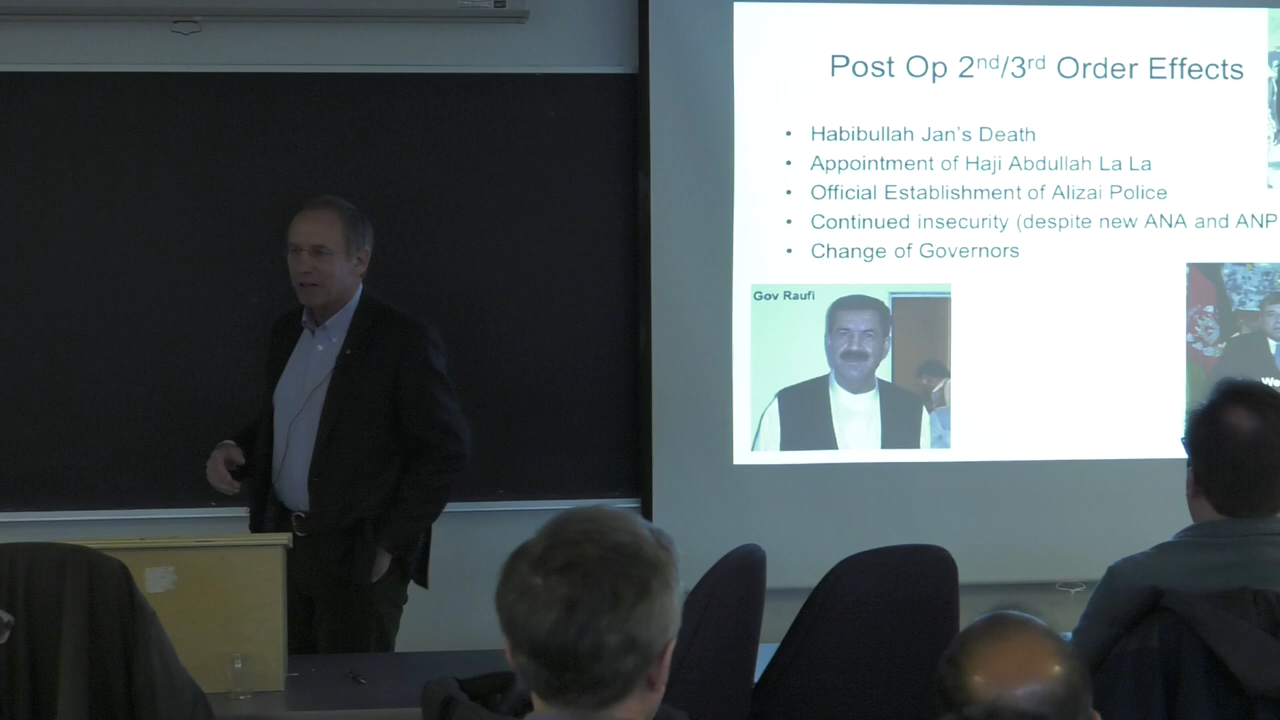 Post Op 2nd/3rd Order Effects
• Habibullah Jan's Death
• Appointment of Haji Abdullah La La
• Official Establishment of Alizai Police
• Continued insecurity (despite new ANA and ANP
• Change of Governors
Gov Raufi